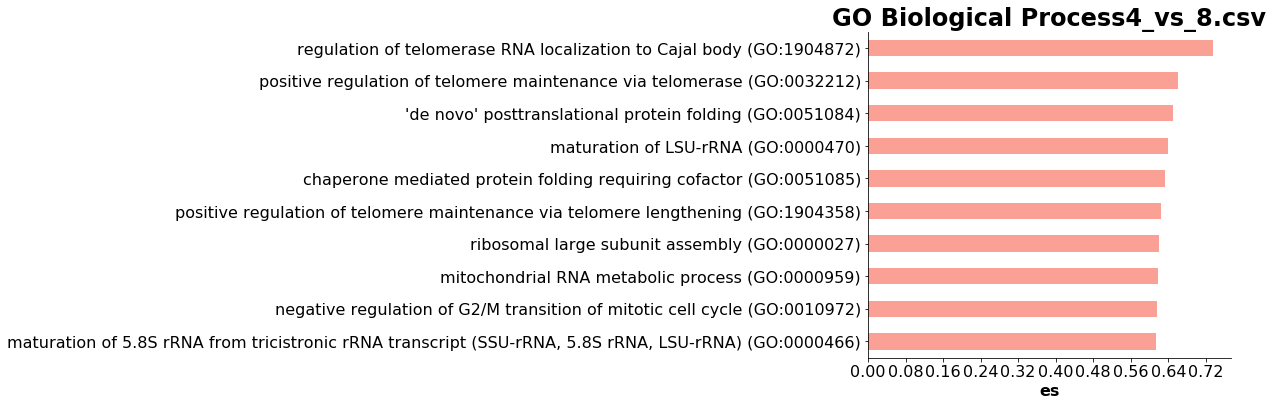 GO Biological Process4_vs_8.csv
regulation of telomerase RNA localization to Cajal body (GO:1904872)
positive regulation of telomere maintenance via telomerase (GO:0032212)
'de novo' posttranslational protein folding (GO:0051084)
maturation of LSU-rRNA (GO:0000470)
chaperone mediated protein folding requiring cofactor (GO:0051085)
positive regulation of telomere maintenance via telomere lengthening (GO:1904358)
ribosomal large subunit assembly (GO:0000027)
mitochondrial RNA metabolic process (GO:0000959)
negative regulation of G2/M transition of mitotic cell cycle (GO:0010972)
maturation of 5.8S rRNA from tricistronic rRNA transcript (SSU-rRNA, 5.8S rRNA, LSU-rRNA) (GO:0000466)
0.00 0.08 0.16 0.24 0.32 0.40 0.48 0.56 0.64 0.72
es